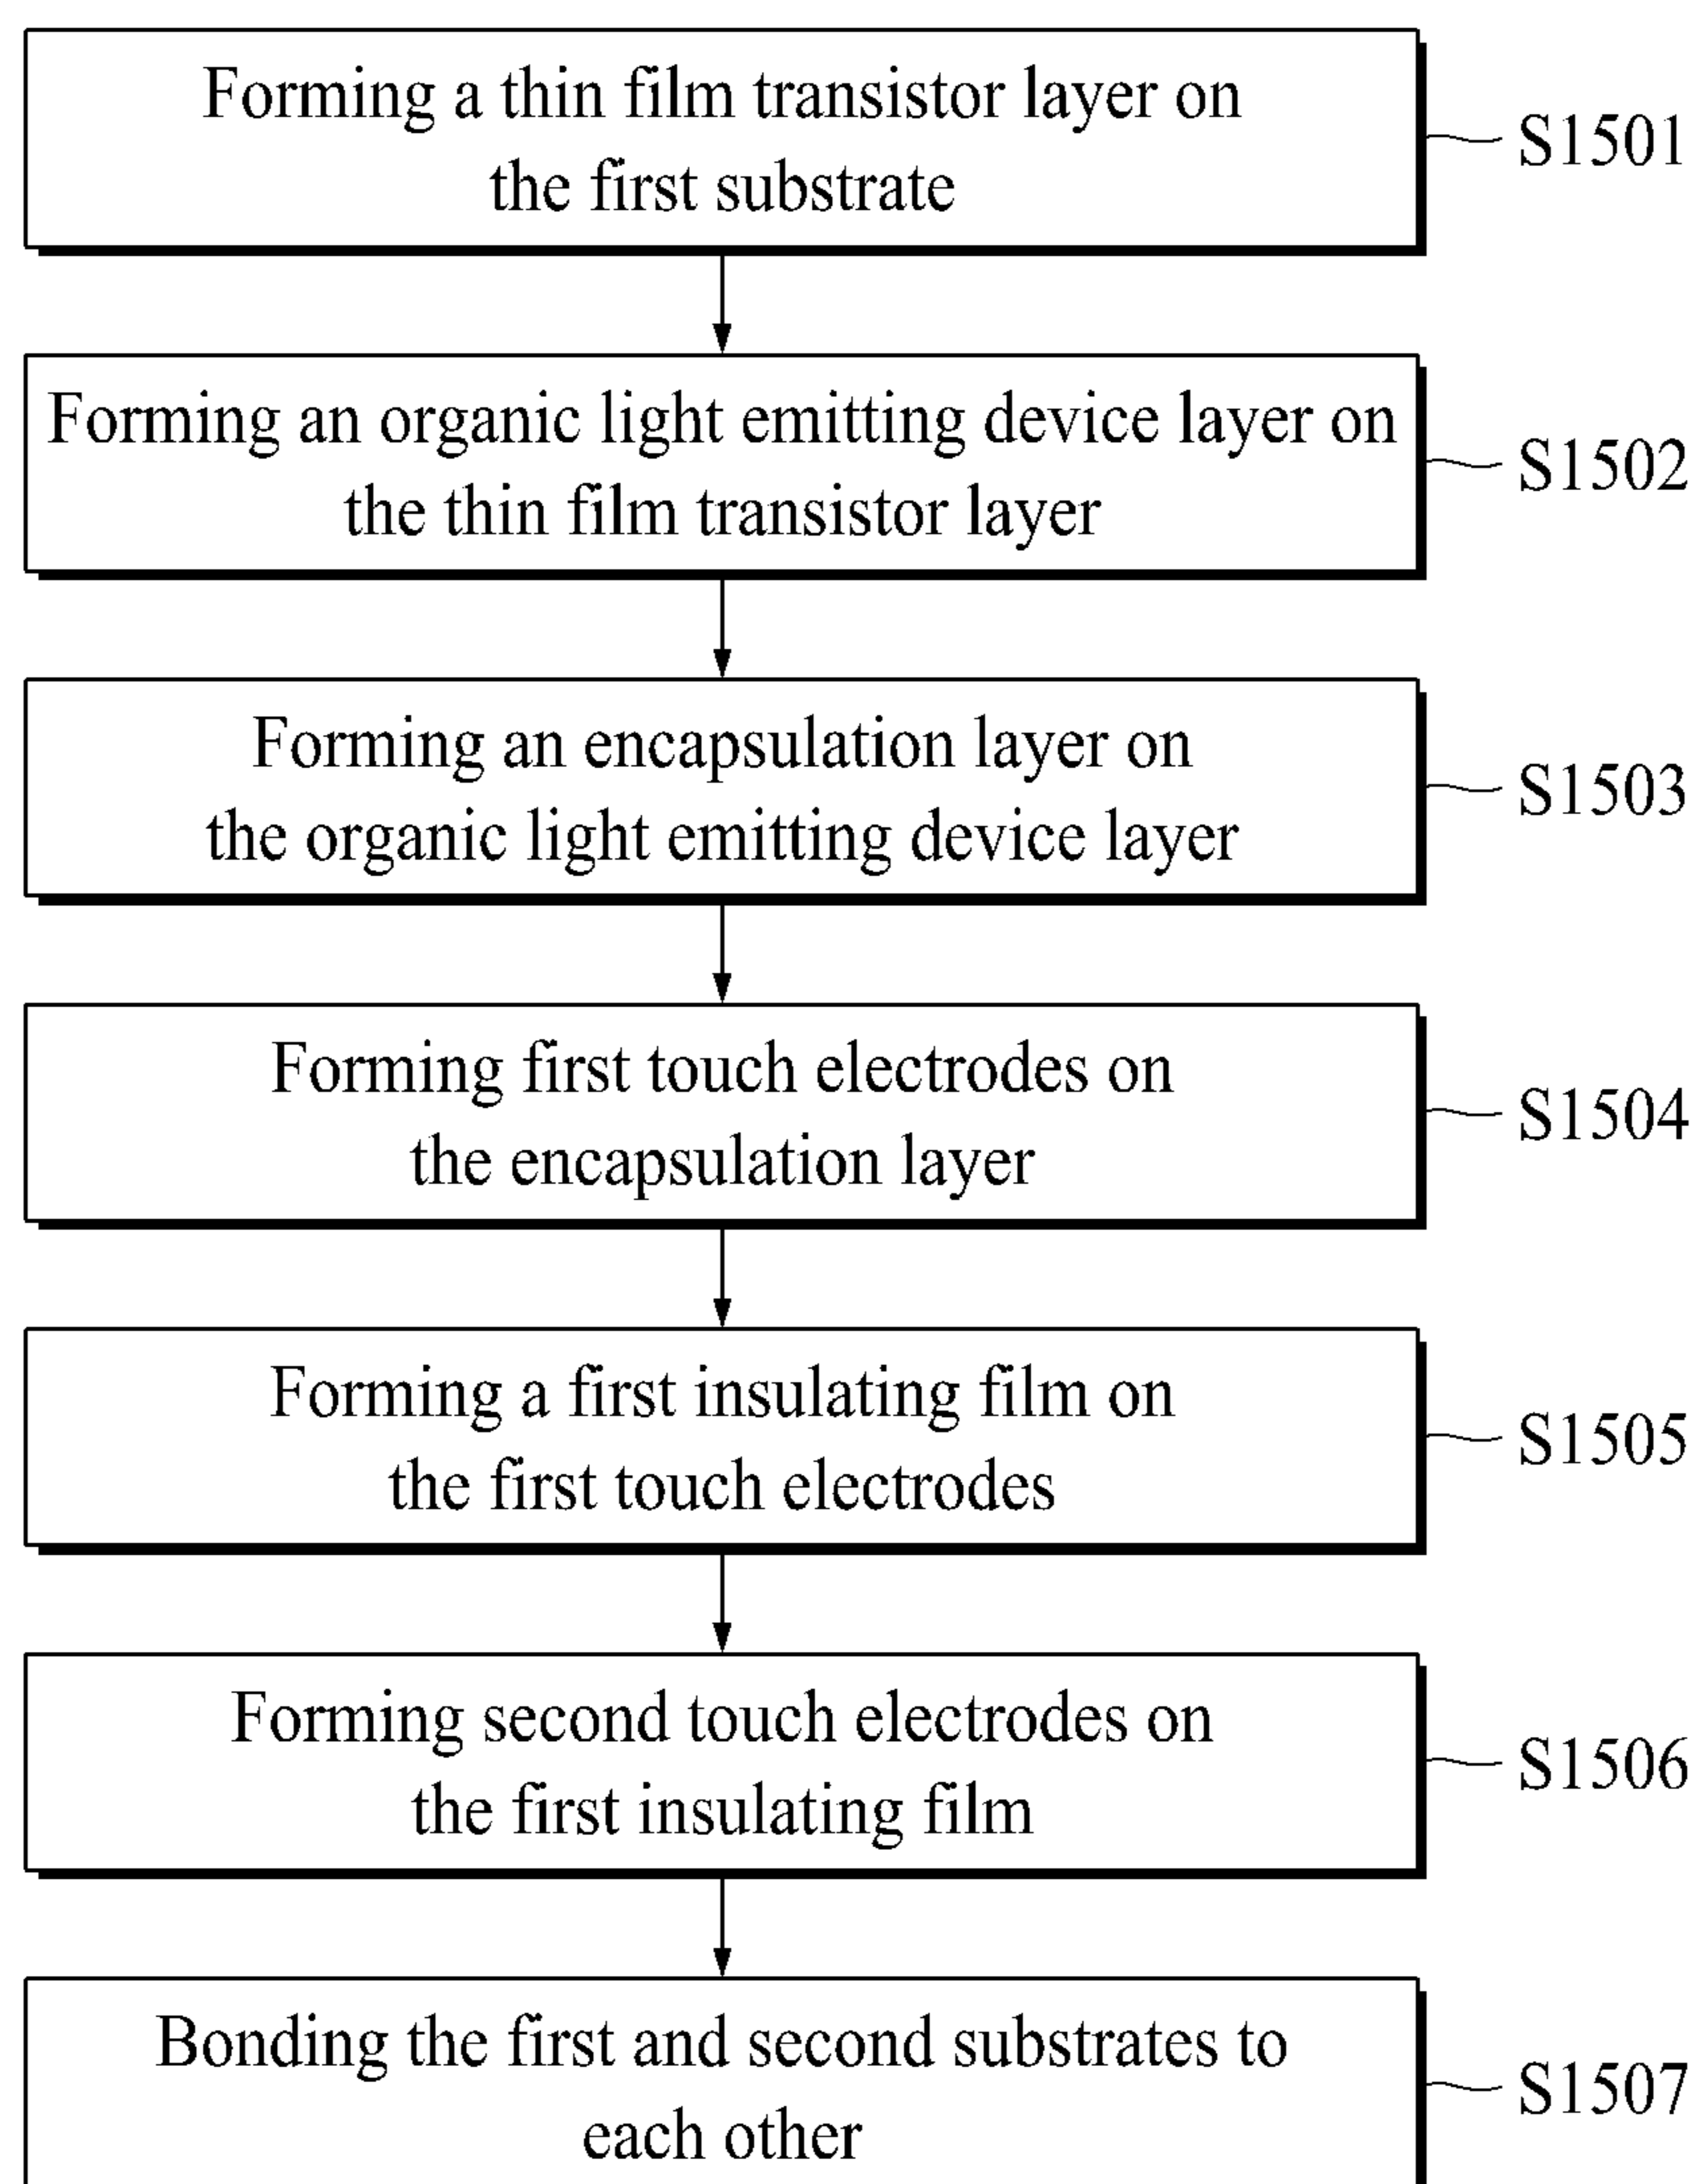 Forming a thin film transistor layer on
the first substrate
S1501
Forming an organic light emitting device layer on
the thin film transistor layer
S1502
Forming an encapsulation layer on
the organic light emitting device layer
S1503
Forming first touch electrodes on
the encapsulation layer
S1504
Forming a first insulating film on
the first touch electrodes
S1505
Forming second touch electrodes on
the first insulating film
S1506
Bonding the first and second substrates to
each other
S1507